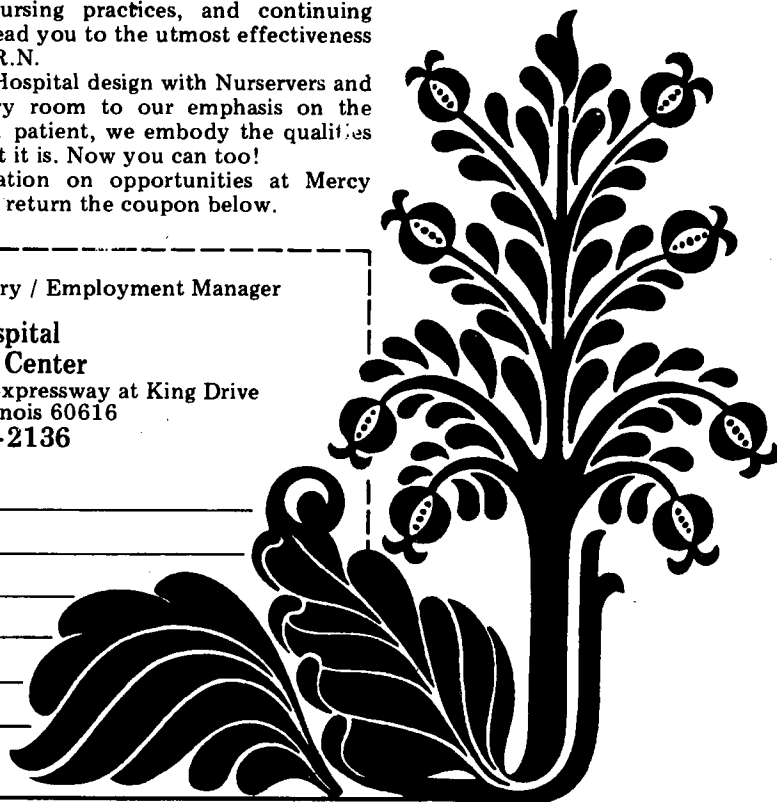 ursing practices, and continuing
ead you to the utmost effectiveness
R.N.
Hospital design with Nurservers and
ry room to our emphasis on the
patient, we embody the qualities
t it is. Now you can too!
ation on opportunities at Mercy
return the coupon below.
ry / Employment Manager
spital
Center
xpressway at King Drive
nois 60616
-2136